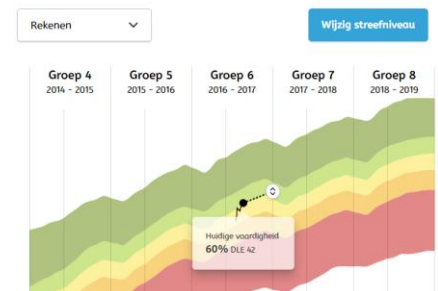 Rekenen
Wijzig streefniveau
Groep 4
2014 - 2015
Groep 5
2015 - 2016
Groep 6
2016 - 2017
Groep 7
2017 - 2018
Groep 8
2018 - 2019
Huidige vaardigheid
60% DLE 42